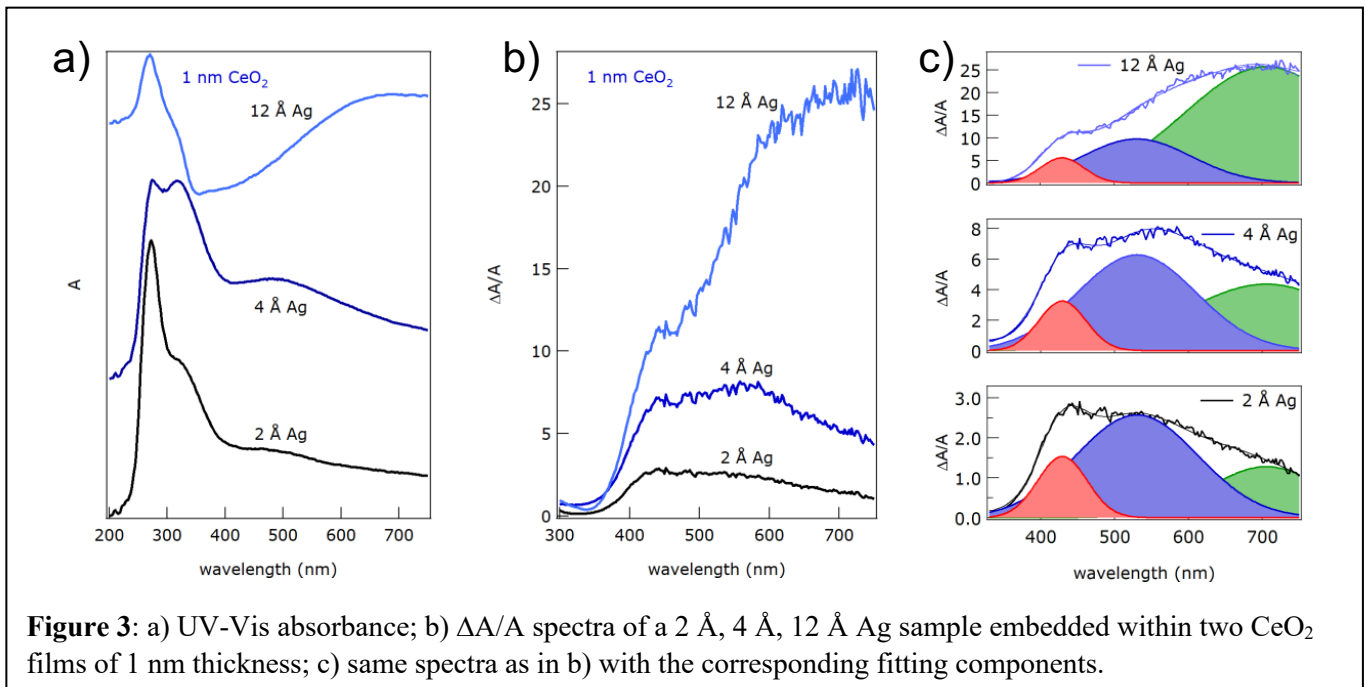 a)
1 nm CeO₂
12 Å Ag
4 Å Ag
2 Å Ag
A
200 300 400 500 600 700
wavelength (nm)
b)
1 nm CeO₂
12 Å Ag
4 Å Ag
2 Å Ag
ΔA/A
25
20
15
10
5
0
300 400 500 600 700
wavelength (nm)
c)
12 Å Ag
ΔA/A
25
20
15
10
5
0
4 Å Ag
ΔA/A
8
6
4
2
0
2 Å Ag
ΔA/A
3.0
2.0
1.0
0.0
400 500 600 700
wavelength (nm)
Figure 3: a) UV-Vis absorbance; b) ΔA/A spectra of a 2 Å, 4 Å, 12 Å Ag sample embedded within two CeO₂
films of 1 nm thickness; c) same spectra as in b) with the corresponding fitting components.